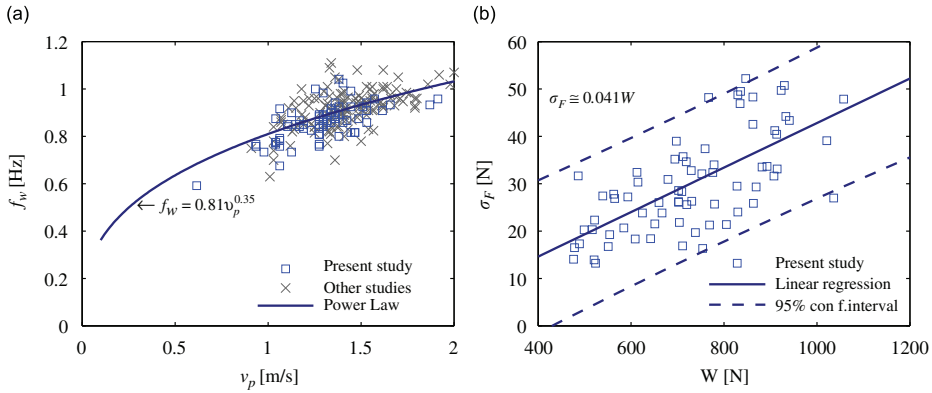 (a)
1.2
1
0.8
0.6
0.4
0.2
0
f_w [Hz]
← f_w = 0.81υ_p^0.35
Present study
Other studies
Power Law
0 0.5 1 1.5 2
v_p [m/s]
(b)
60
50
40
30
20
10
0
σ_F [N]
σ_F ≅ 0.041W
Present study
Linear regression
95% con f.interval
400 600 800 1000 1200
W [N]